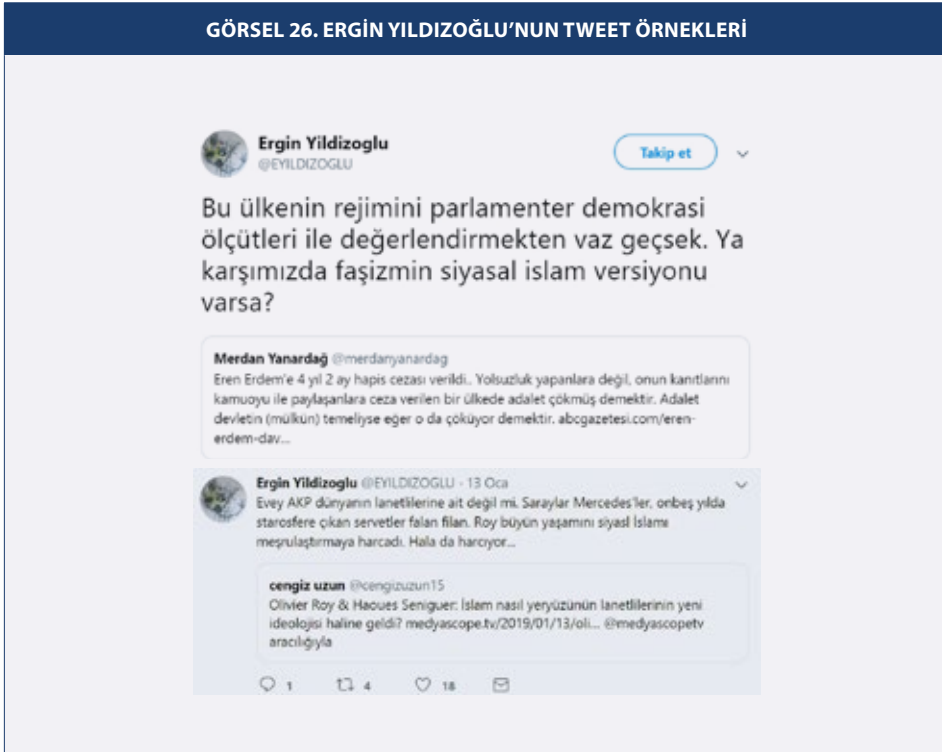 GÖRSEL 26. ERGİN YILDIZOĞLU'NUN TWEET ÖRNEKLERİ
Ergin Yildizoglu
@EYILDIZOGLU
Takip et
Bu ülkenin rejimini parlamenter demokrasi
ölçütleri ile değerlendirmekten vaz geçsek. Ya
karşımızda faşizmin siyasal islam versiyonu
varsa?
Merdan Yanardağ @merdanyanardag
Eren Erdem'e 4 yıl 2 ay hapis cezası verildi.. Yolsuzluk yapanlara değil, onun kanıtlarını
kamuoyu ile paylaşanlara ceza verilen bir ülkede adalet çökmüş demektir. Adalet
devletin (mülkün) temeliyse eğer o da çöküyor demektir. abcgazetesi.com/eren-
erdem-dav...
Ergin Yildizoglu @EYILDIZOGLU - 13 Oca
Evey AKP dünyanın lanetlilerine ait değil mi. Saraylar Mercedes'ler, onbeş yılda
starosfere çıkan servetler falan filan. Roy büyün yaşamını siyasl İslamı
meşrulaştırmaya harcadı. Hala da harcıyor...
cengiz uzun @cengizuzun15
Olivier Roy & Haoues Seniguer: İslam nasıl yeryüzünün lanetlilerinin yeni
ideolojisi haline geldi? medyascope.tv/2019/01/13/oli... @medyascopetv
aracılığıyla
1 4 18